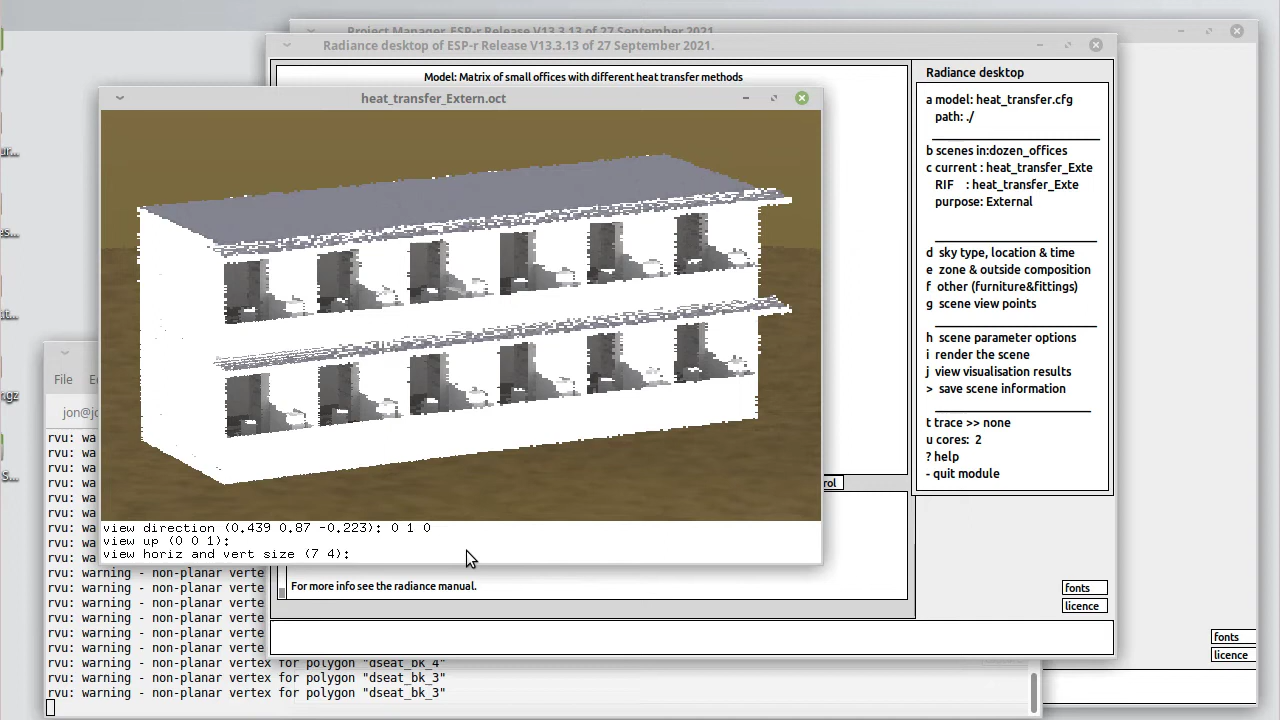 Project Manager ESP-r Release V13.3.13 of 27 September 2021.
Radiance desktop of ESP-r Release V13.3.13 of 27 September 2021.
Model: Matrix of small offices with different heat transfer methods
heat_transfer_Extern.oct
Radiance desktop
a model: heat_transfer.cfg
path: ./
b scenes in:dozen_offices
c current : heat_transfer_Exte
RIF : heat_transfer_Exte
purpose: External
d sky type, location & time
e zone & outside composition
f other (furniture&fittings)
g scene view points
h scene parameter options
i render the scene
j view visualisation results
> save scene information
t trace >> none
u cores: 2
? help
- quit module
rol
view direction (0.439 0.87 -0.223): 0 1 0
view up (0 0 1):
view horiz and vert size (7 4):
For more info see the radiance manual.
fonts
licence
fonts
licence
File
jon@jo
rvu: wa
rvu: wa
rvu: wa
rvu: wa
rvu: wa
rvu: wa
rvu: wa
rvu: wa
rvu: wa
rvu: warning - non-planar verte
rvu: warning - non-planar verte
rvu: warning - non-planar verte
rvu: warning - non-planar verte
rvu: warning - non-planar verte
rvu: warning - non-planar verte
rvu: warning - non-planar vertex for polygon "dseat_bk_4"
rvu: warning - non-planar vertex for polygon "dseat_bk_3"
rvu: warning - non-planar vertex for polygon "dseat_bk_3"
ur...
es...
ut...
gz
S...